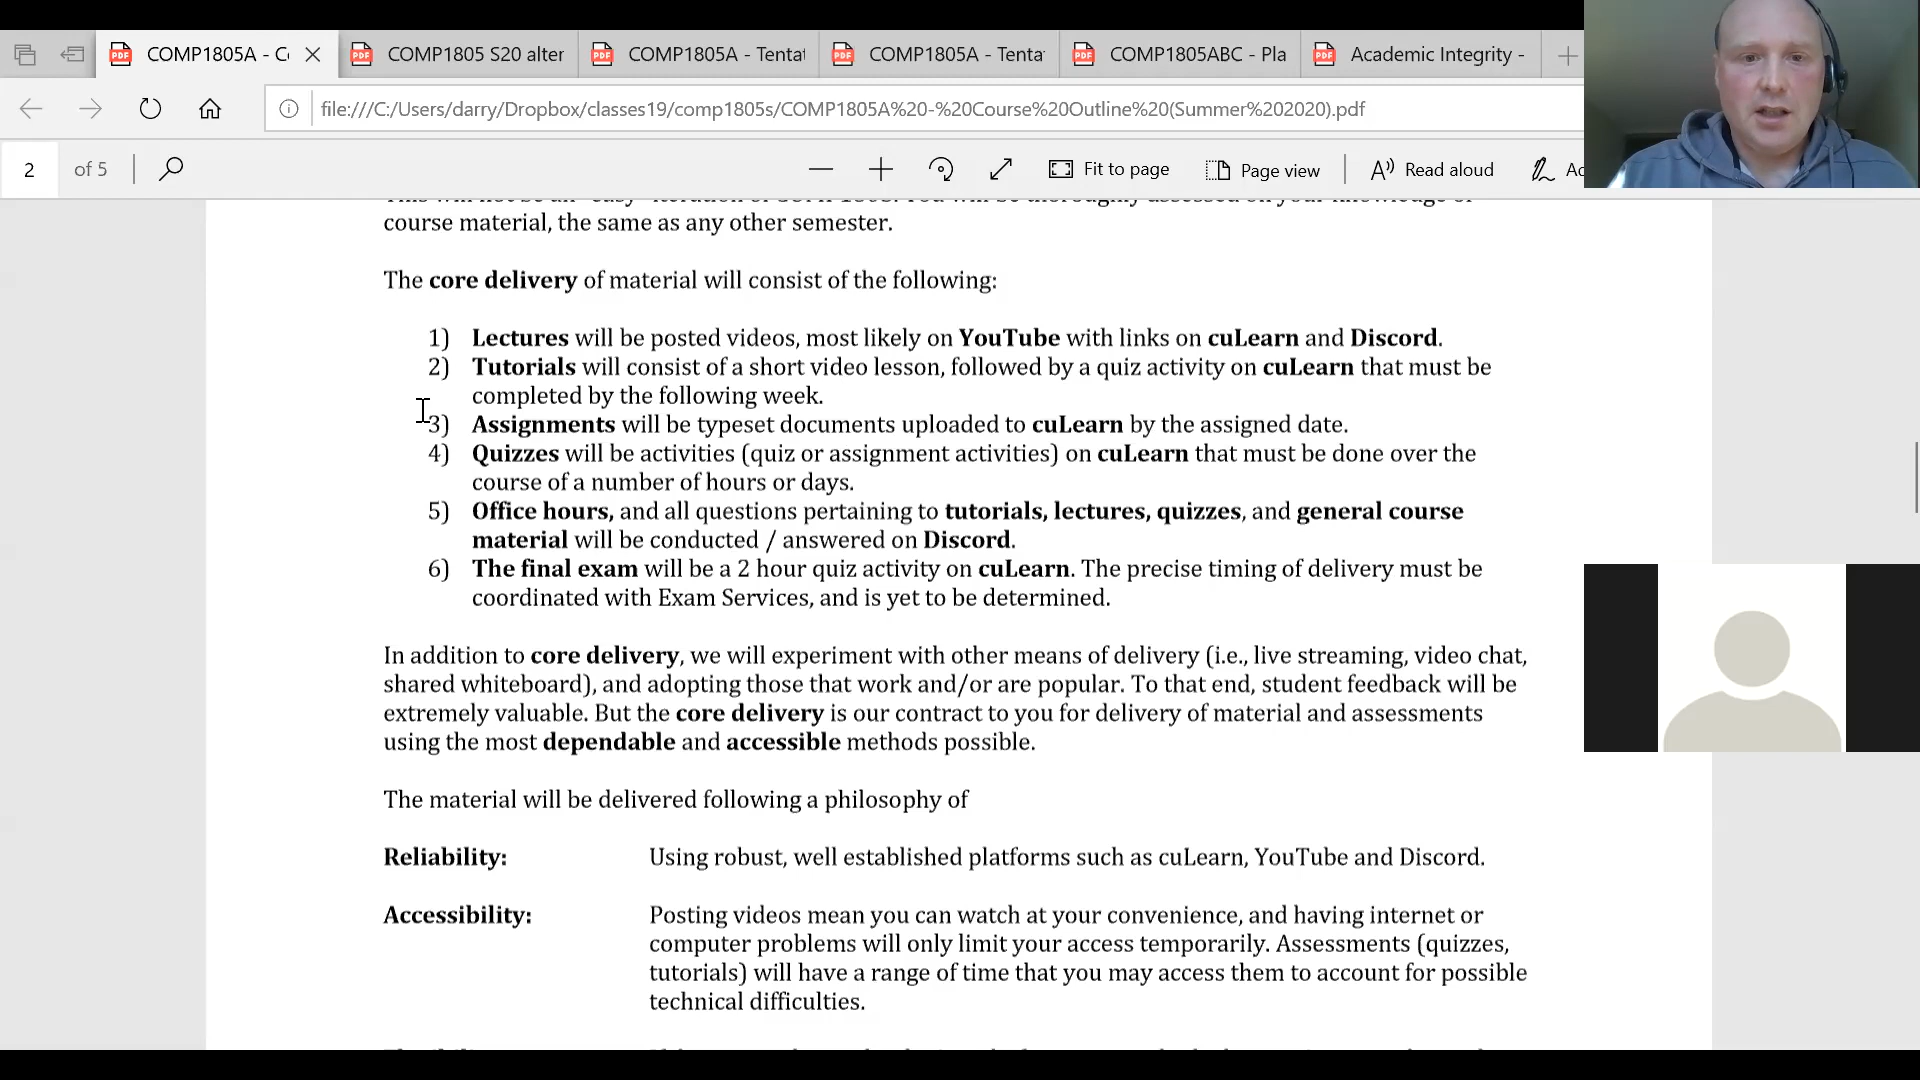 COMP1805A - Co
COMP1805 S20 alter
COMP1805A - Tentat
COMP1805A - Tenta
COMP1805ABC - Pla
Academic Integrity -
file:///C:/Users/darry/Dropbox/classes19/comp1805s/COMP1805A%20-%20Course%20Outline%20(Summer%202020).pdf
2 of 5
Fit to page
Page view
Read aloud
course material, the same as any other semester.
The core delivery of material will consist of the following:
1) Lectures will be posted videos, most likely on YouTube with links on cuLearn and Discord.
2) Tutorials will consist of a short video lesson, followed by a quiz activity on cuLearn that must be
completed by the following week.
3) Assignments will be typeset documents uploaded to cuLearn by the assigned date.
4) Quizzes will be activities (quiz or assignment activities) on cuLearn that must be done over the
course of a number of hours or days.
5) Office hours, and all questions pertaining to tutorials, lectures, quizzes, and general course
material will be conducted / answered on Discord.
6) The final exam will be a 2 hour quiz activity on cuLearn. The precise timing of delivery must be
coordinated with Exam Services, and is yet to be determined.
In addition to core delivery, we will experiment with other means of delivery (i.e., live streaming, video chat,
shared whiteboard), and adopting those that work and/or are popular. To that end, student feedback will be
extremely valuable. But the core delivery is our contract to you for delivery of material and assessments
using the most dependable and accessible methods possible.
The material will be delivered following a philosophy of
Reliability: Using robust, well established platforms such as cuLearn, YouTube and Discord.
Accessibility: Posting videos mean you can watch at your convenience, and having internet or
computer problems will only limit your access temporarily. Assessments (quizzes,
tutorials) will have a range of time that you may access them to account for possible
technical difficulties.